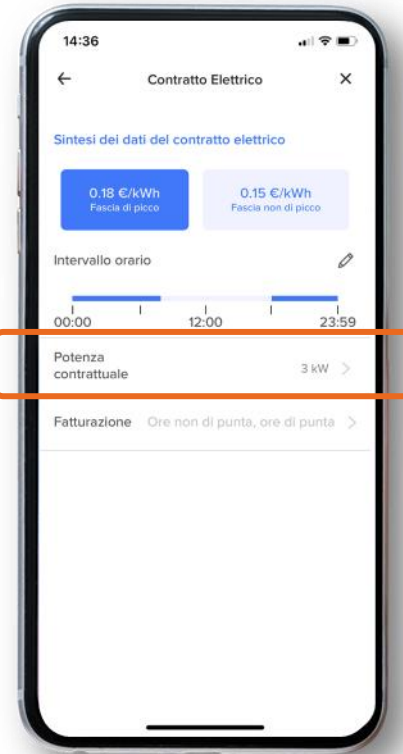 14:36
Contratto Elettrico
Sintesi dei dati del contratto elettrico
0.18 €/kWh
Fascia di picco
0.15 €/kWh
Fascia non di picco
Intervallo orario
00:00
12:00
23:59
Potenza
contrattuale
3 kW
Fatturazione
Ore non di punta, ore di punta